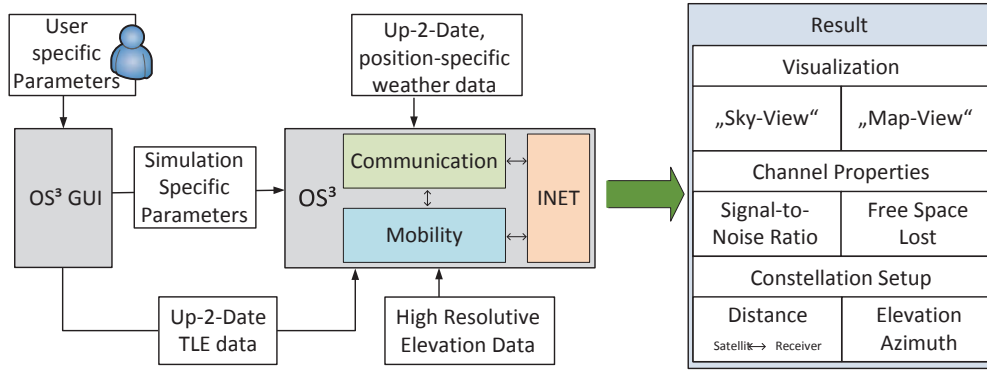 User
specific
Parameters
OS³ GUI
Simulation
Specific
Parameters
Up-2-Date
TLE data
Up-2-Date,
position-specific
weather data
OS³
Communication
Mobility
INET
High Resolutive
Elevation Data
Result
Visualization
„Sky-View“
„Map-View“
Channel Properties
Signal-to-
Noise Ratio
Free Space
Lost
Constellation Setup
Distance
Satellit↔ Receiver
Elevation
Azimuth